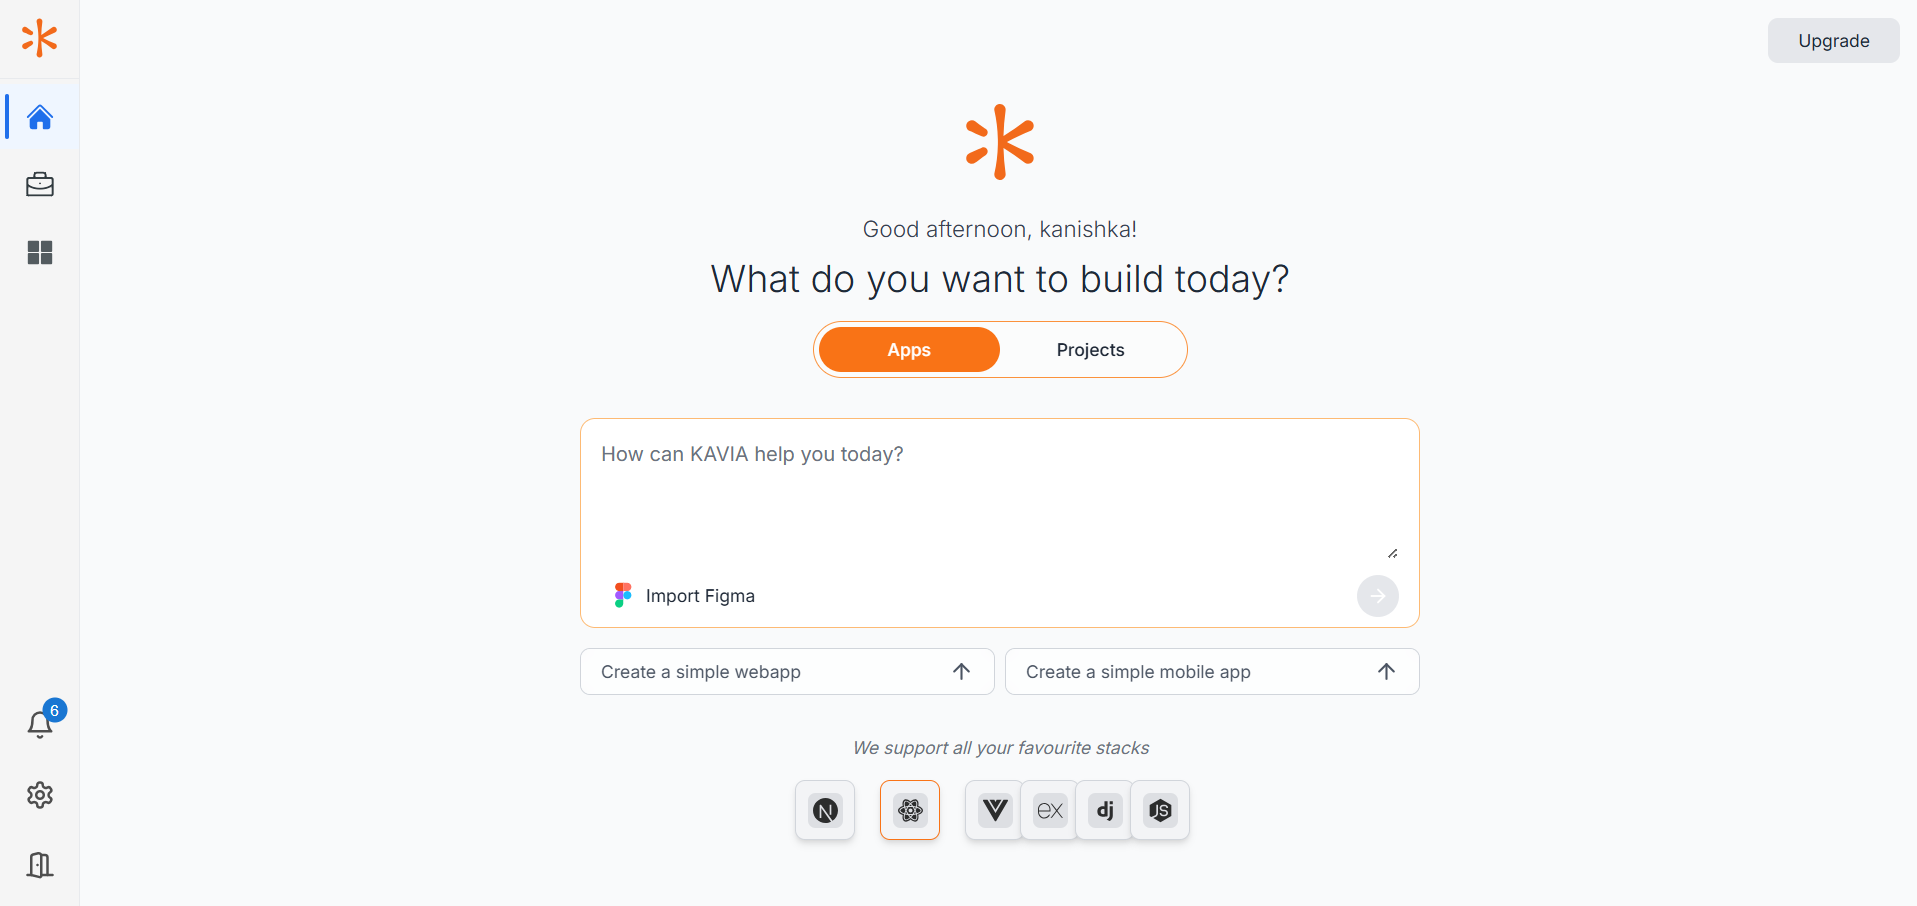 Upgrade
Good afternoon, kanishka!
What do you want to build today?
Apps
Projects
How can KAVIA help you today?
Import Figma
Create a simple webapp
Create a simple mobile app
6
We support all your favourite stacks
N
ex
dj
JS